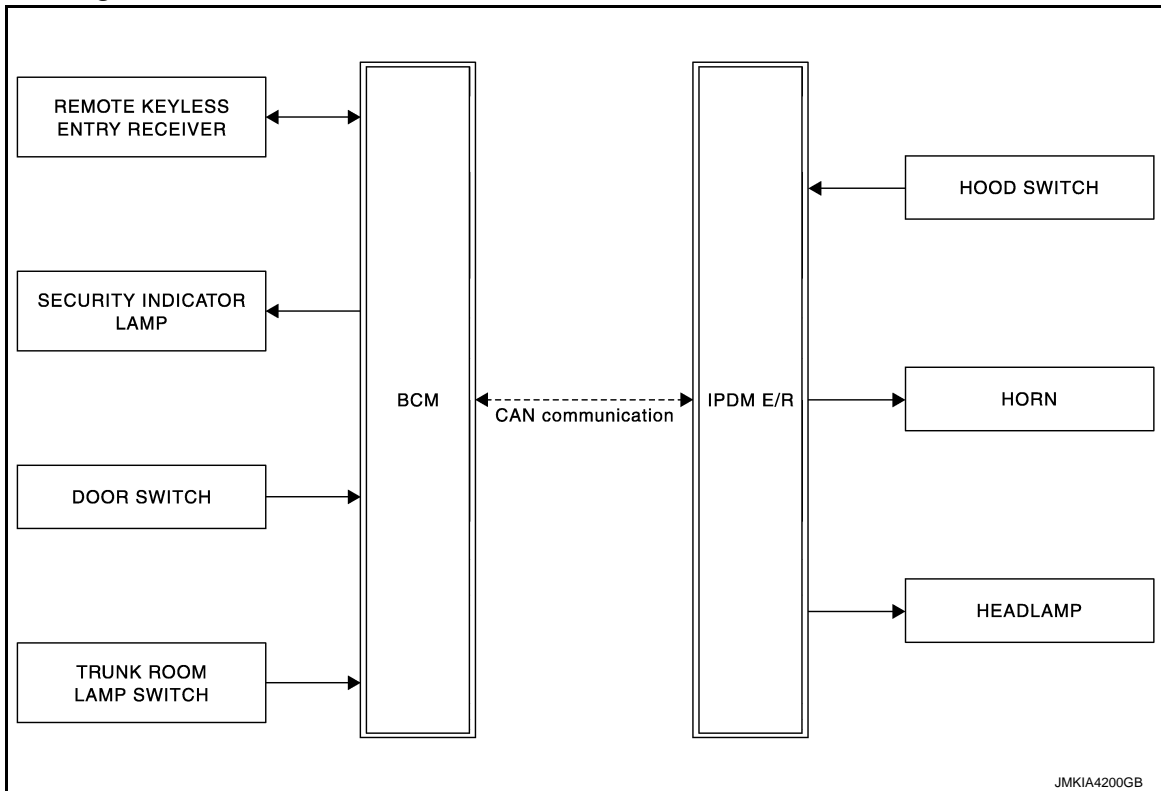 REMOTE KEYLESS
ENTRY RECEIVER
SECURITY INDICATOR
LAMP
DOOR SWITCH
TRUNK ROOM
LAMP SWITCH
BCM
CAN communication
IPDM E/R
HOOD SWITCH
HORN
HEADLAMP
JMKIA4200GB